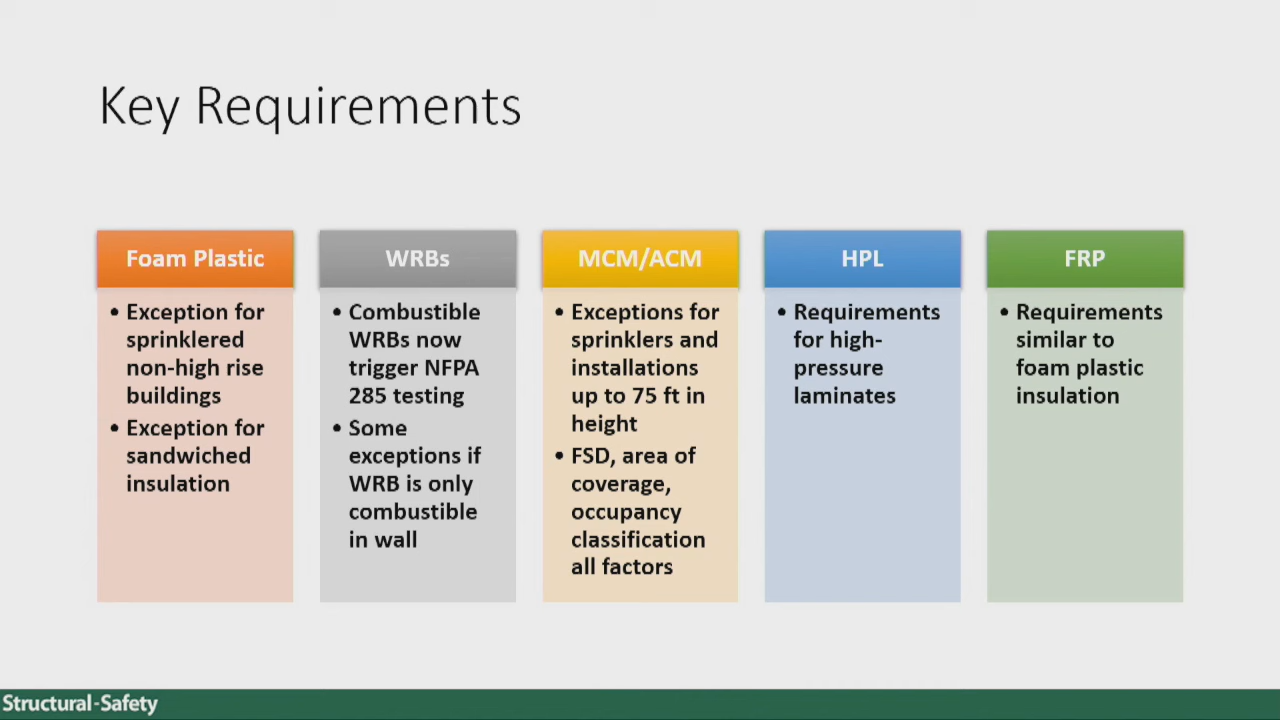 Key Requirements
Foam Plastic
• Exception for
sprinklered
non-high rise
buildings
• Exception for
sandwiched
insulation
WRBs
• Combustible
WRBs now
trigger NFPA
285 testing
• Some
exceptions if
WRB is only
combustible
in wall
MCM/ACM
• Exceptions for
sprinklers and
installations
up to 75 ft in
height
• FSD, area of
coverage,
occupancy
classification
all factors
HPL
• Requirements
for high-
pressure
laminates
FRP
• Requirements
similar to
foam plastic
insulation
Structural-Safety